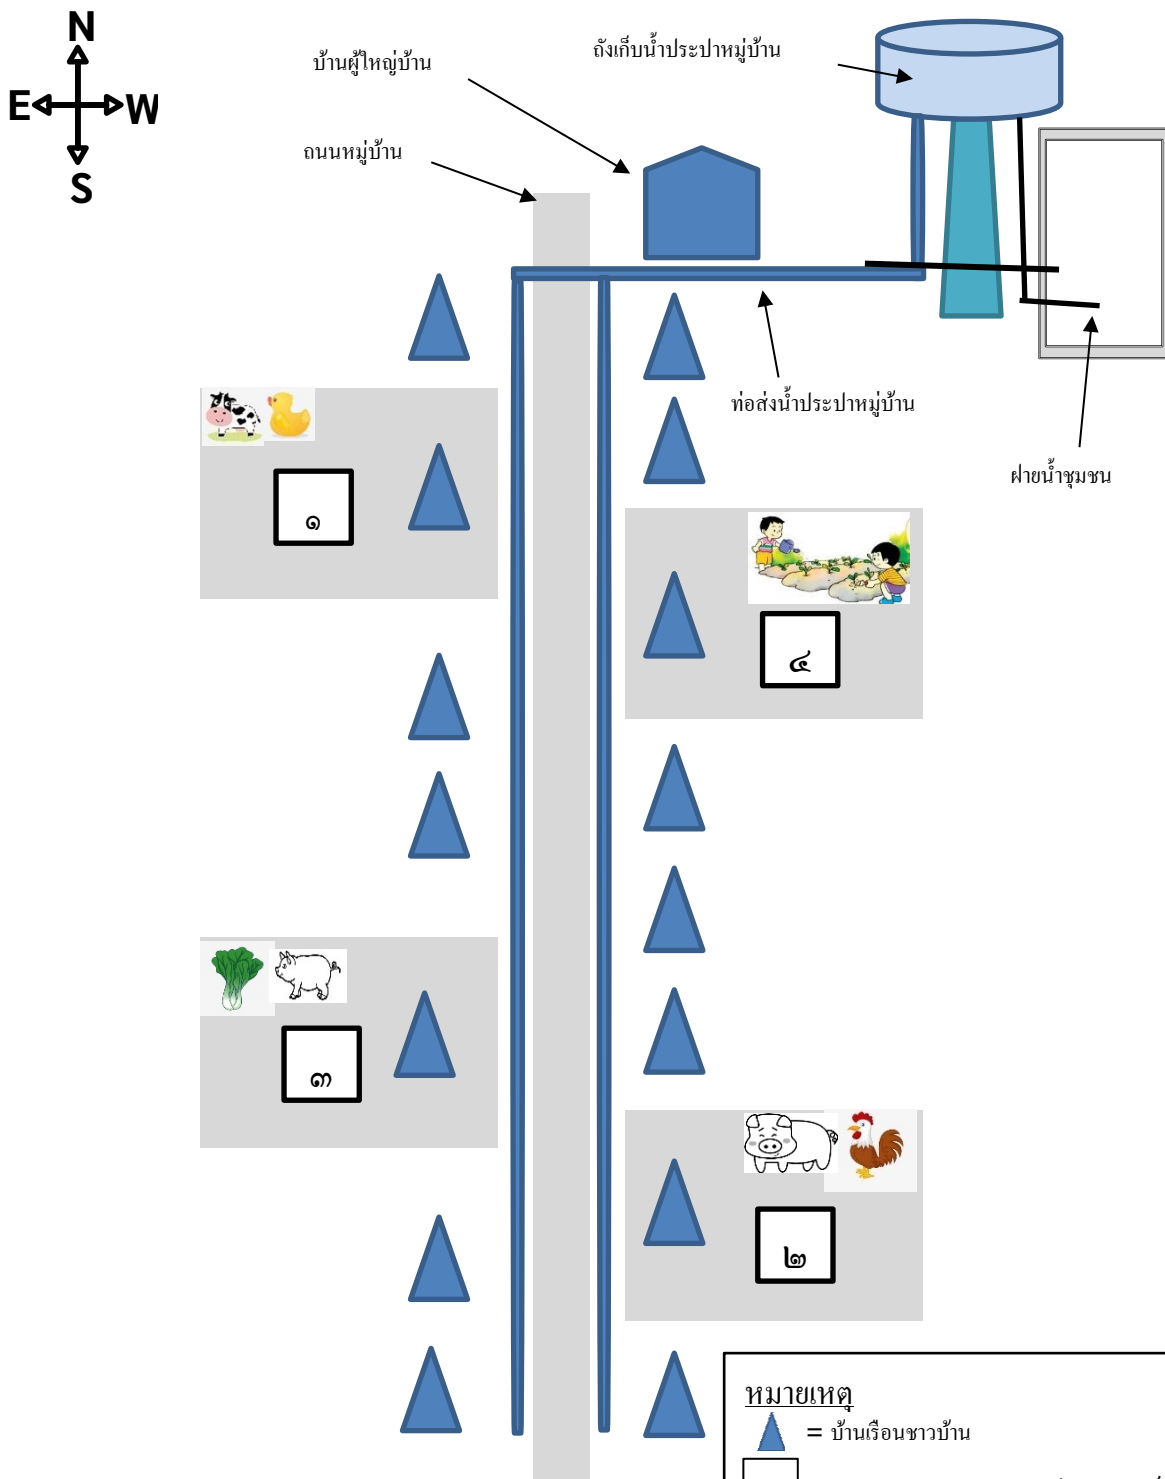 N
E W
S
บ้านผู้ใหญ่บ้าน
ถังเก็บน้ำประปาหมู่บ้าน
ถนนหมู่บ้าน
ท่อส่งน้ำประปาหมู่บ้าน
ฝายน้ำชุมชน
๑
๔
๓
๒
หมายเหตุ
= บ้านเรือนชาวบ้าน